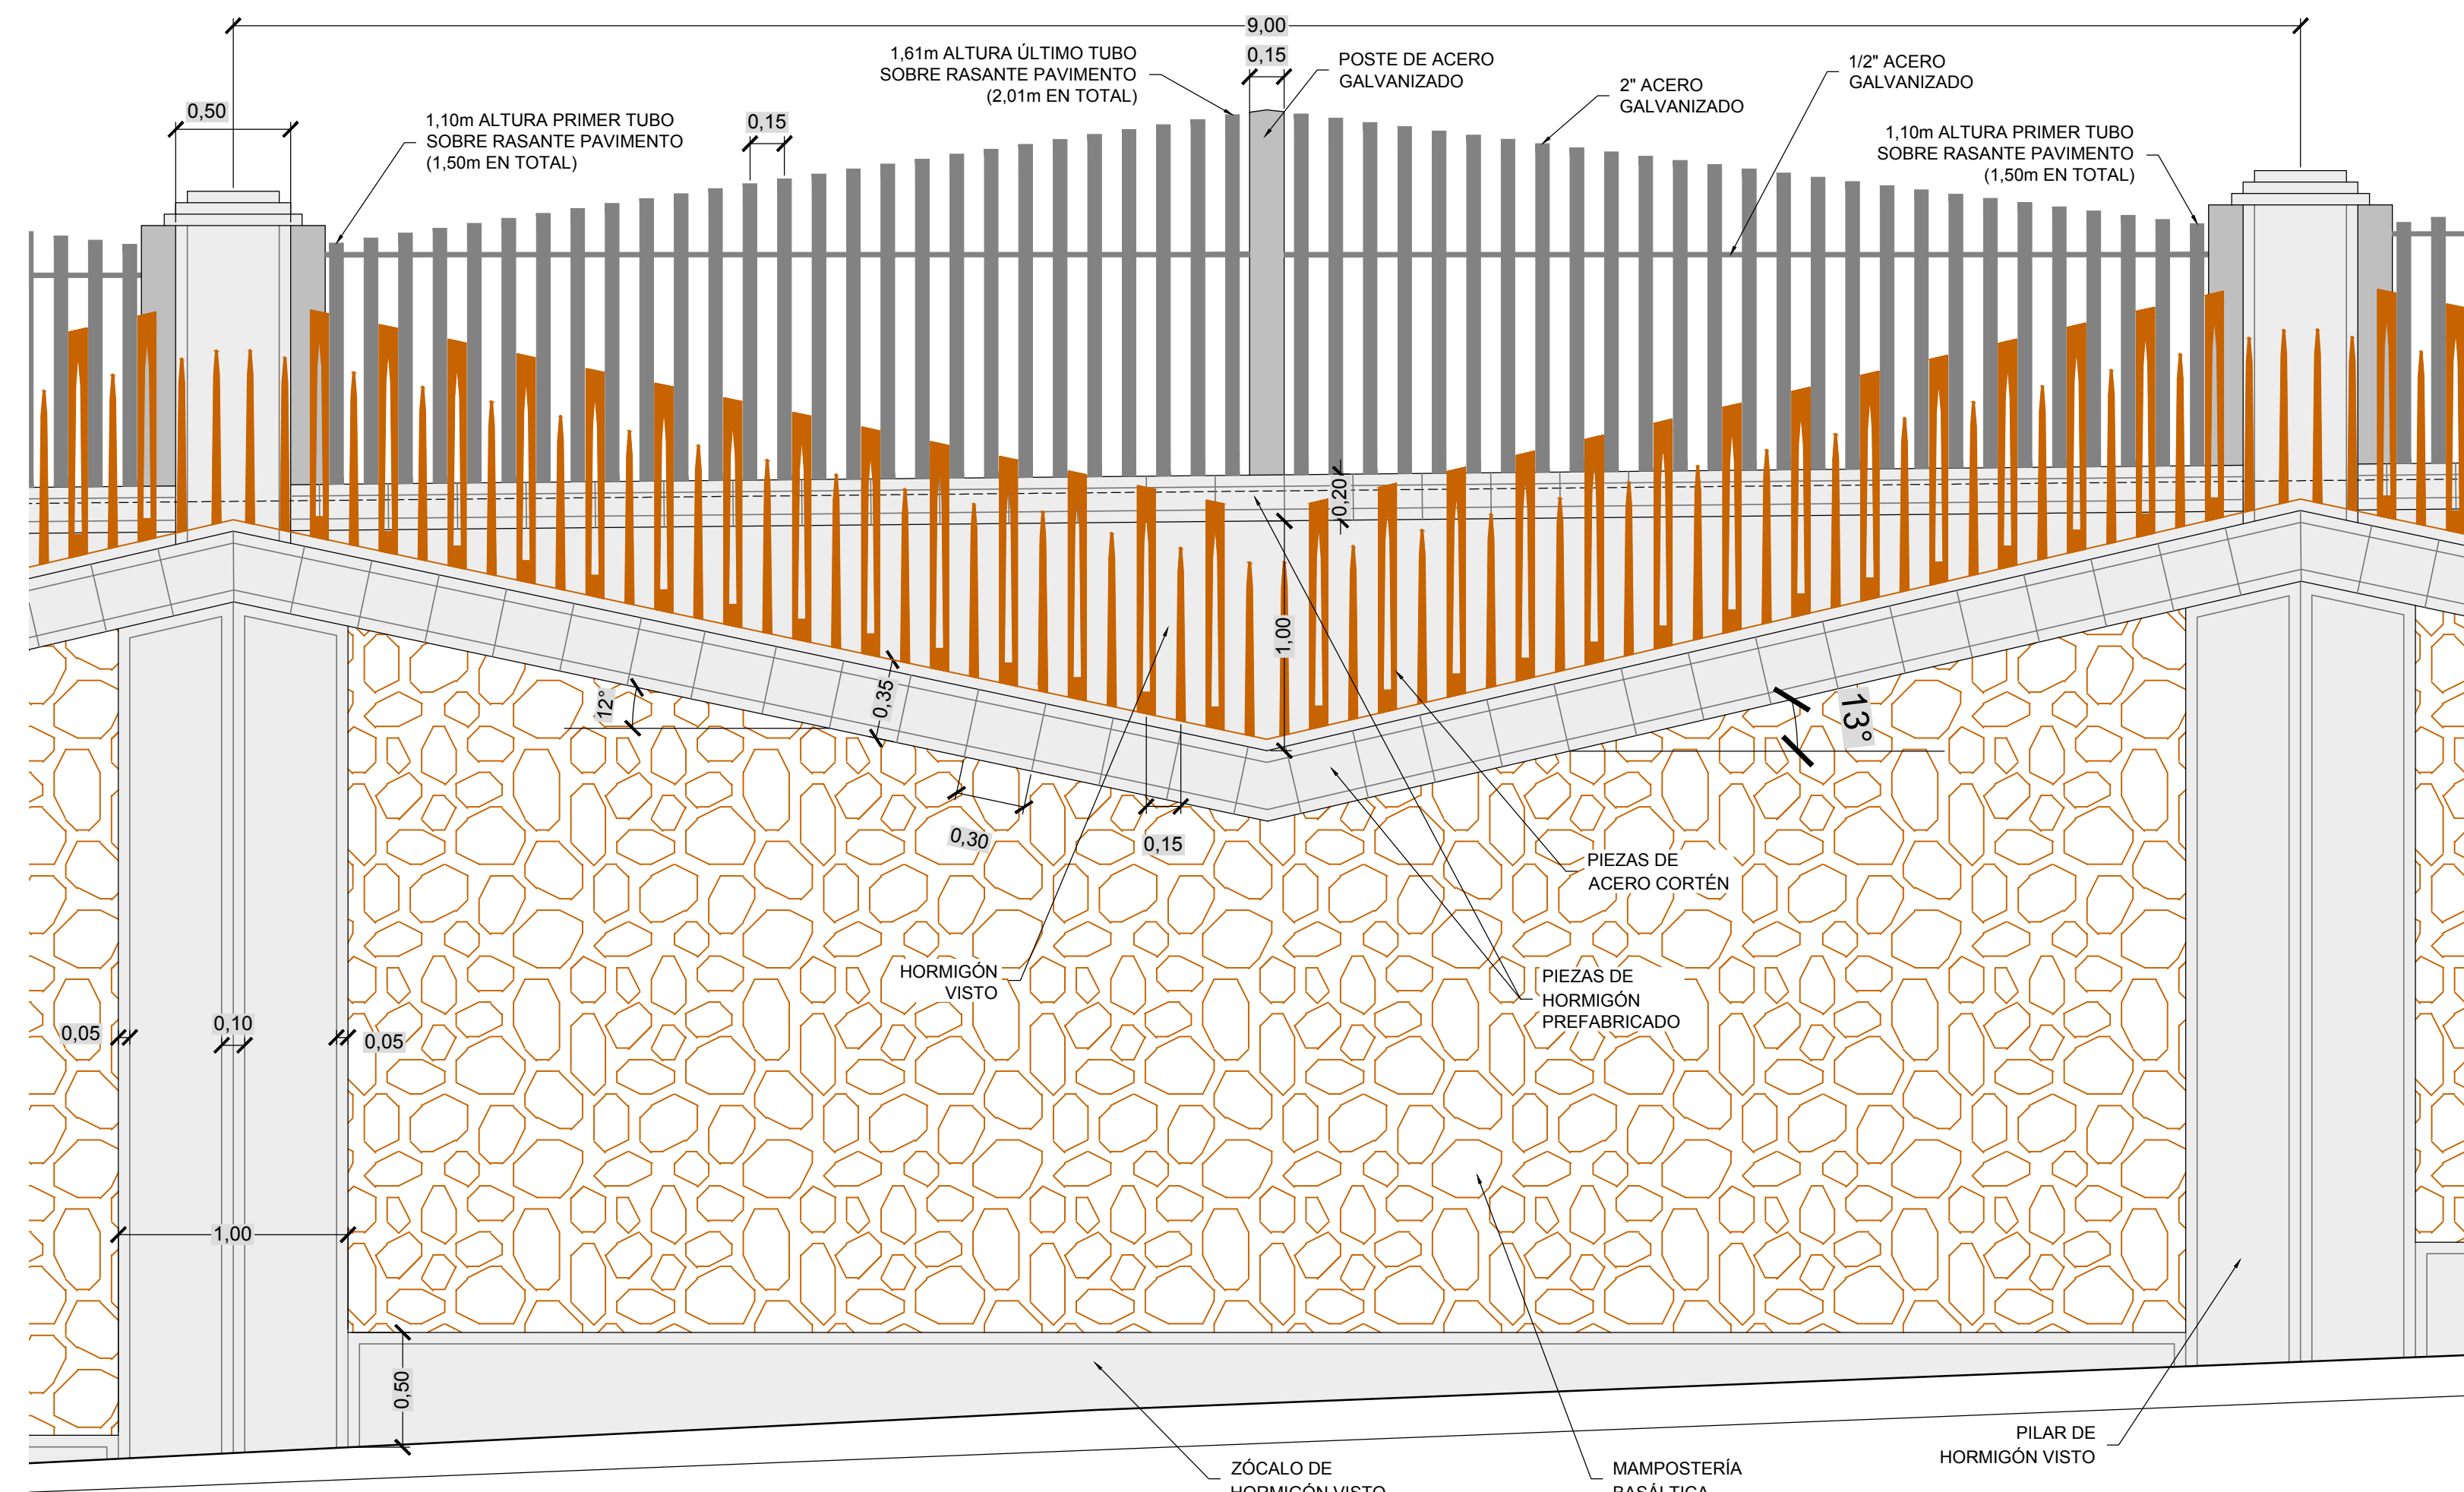 9,00
0,15
1,61m ALTURA ÚLTIMO TUBO
SOBRE RASANTE PAVIMENTO
(2,01m EN TOTAL)
POSTE DE ACERO
GALVANIZADO
2" ACERO
GALVANIZADO
1/2" ACERO
GALVANIZADO
0,50
1,10m ALTURA PRIMER TUBO
SOBRE RASANTE PAVIMENTO
(1,50m EN TOTAL)
0,15
1,10m ALTURA PRIMER TUBO
SOBRE RASANTE PAVIMENTO
(1,50m EN TOTAL)
0,20
1,00
12°
0,35
13°
0,30
0,15
PIEZAS DE
ACERO CORTÉN
HORMIGÓN
VISTO
PIEZAS DE
HORMIGÓN
PREFABRICADO
0,05
0,10
0,05
1,00
0,50
PILAR DE
HORMIGÓN VISTO
ZÓCALO DE
HORMIGÓN VISTO
MAMPOSTERÍA
BASÁLTICA